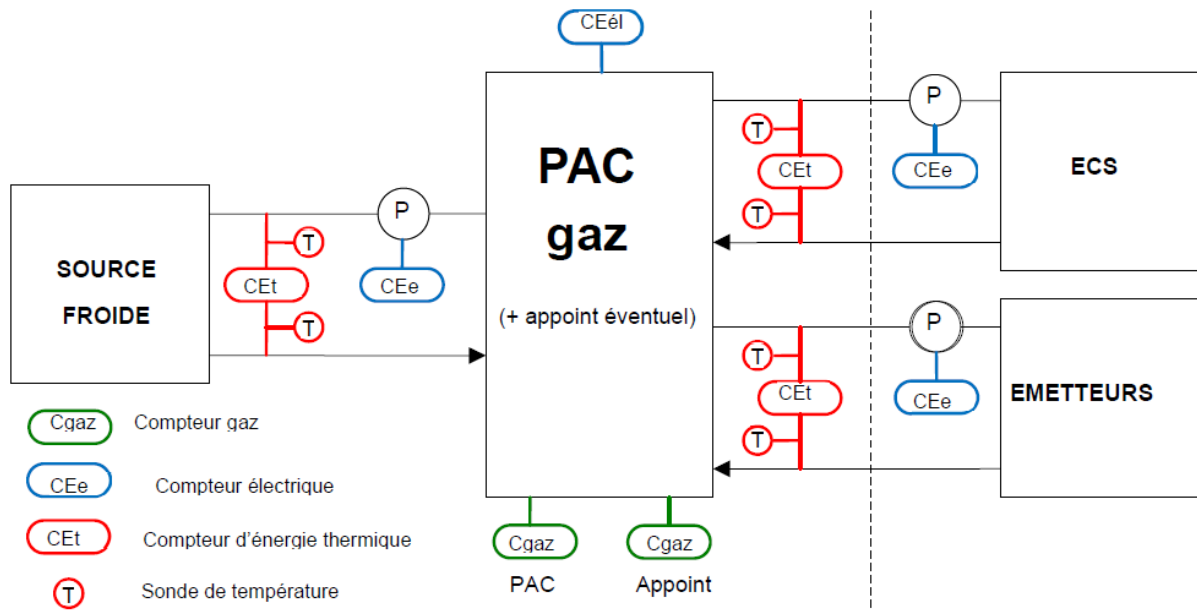 CEél
P
CEe
ECS
T
CEt
T
PAC
gaz
(+ appoint éventuel)
P
CEe
T
CEt
T
SOURCE
FROIDE
P
CEe
EMETTEURS
T
CEt
T
Cgaz
PAC
Cgaz
Appoint
Cgaz Compteur gaz
CEe Compteur électrique
CEt Compteur d’énergie thermique
T Sonde de température